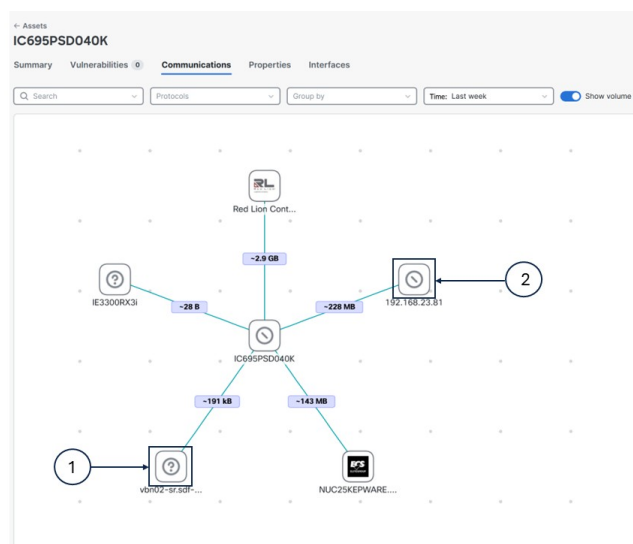 ← Assets
IC695PSD040K
Summary Vulnerabilities 0 Communications Properties Interfaces
Search Protocols Group by Time: Last week Show volume
RL
Red Lion Cont...
~2.9 GB
IE3300RX3i
~28 B
~228 MB
192.168.23.81
2
IC695PSD040K
~191 kB
~143 MB
1
vbn02-sr.sdf-...
NUC25KEPWARE....